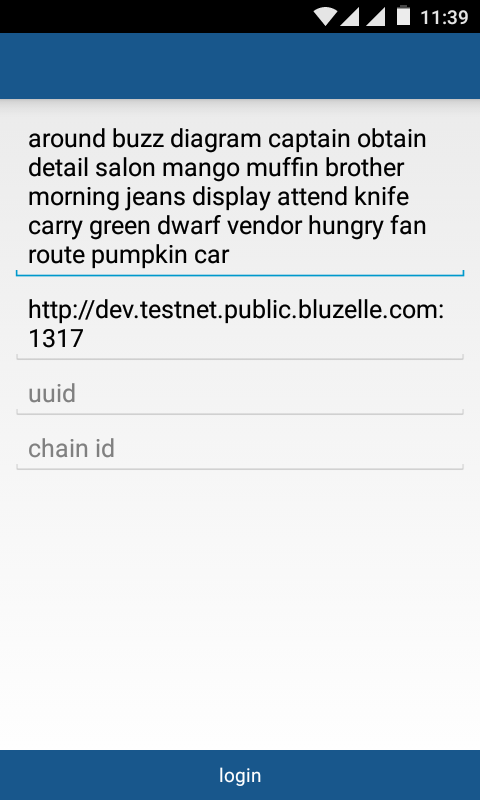 11:39
around buzz diagram captain obtain
detail salon mango muffin brother
morning jeans display attend knife
carry green dwarf vendor hungry fan
route pumpkin car
http://dev.testnet.public.bluzelle.com:
1317
uuid
chain id
login